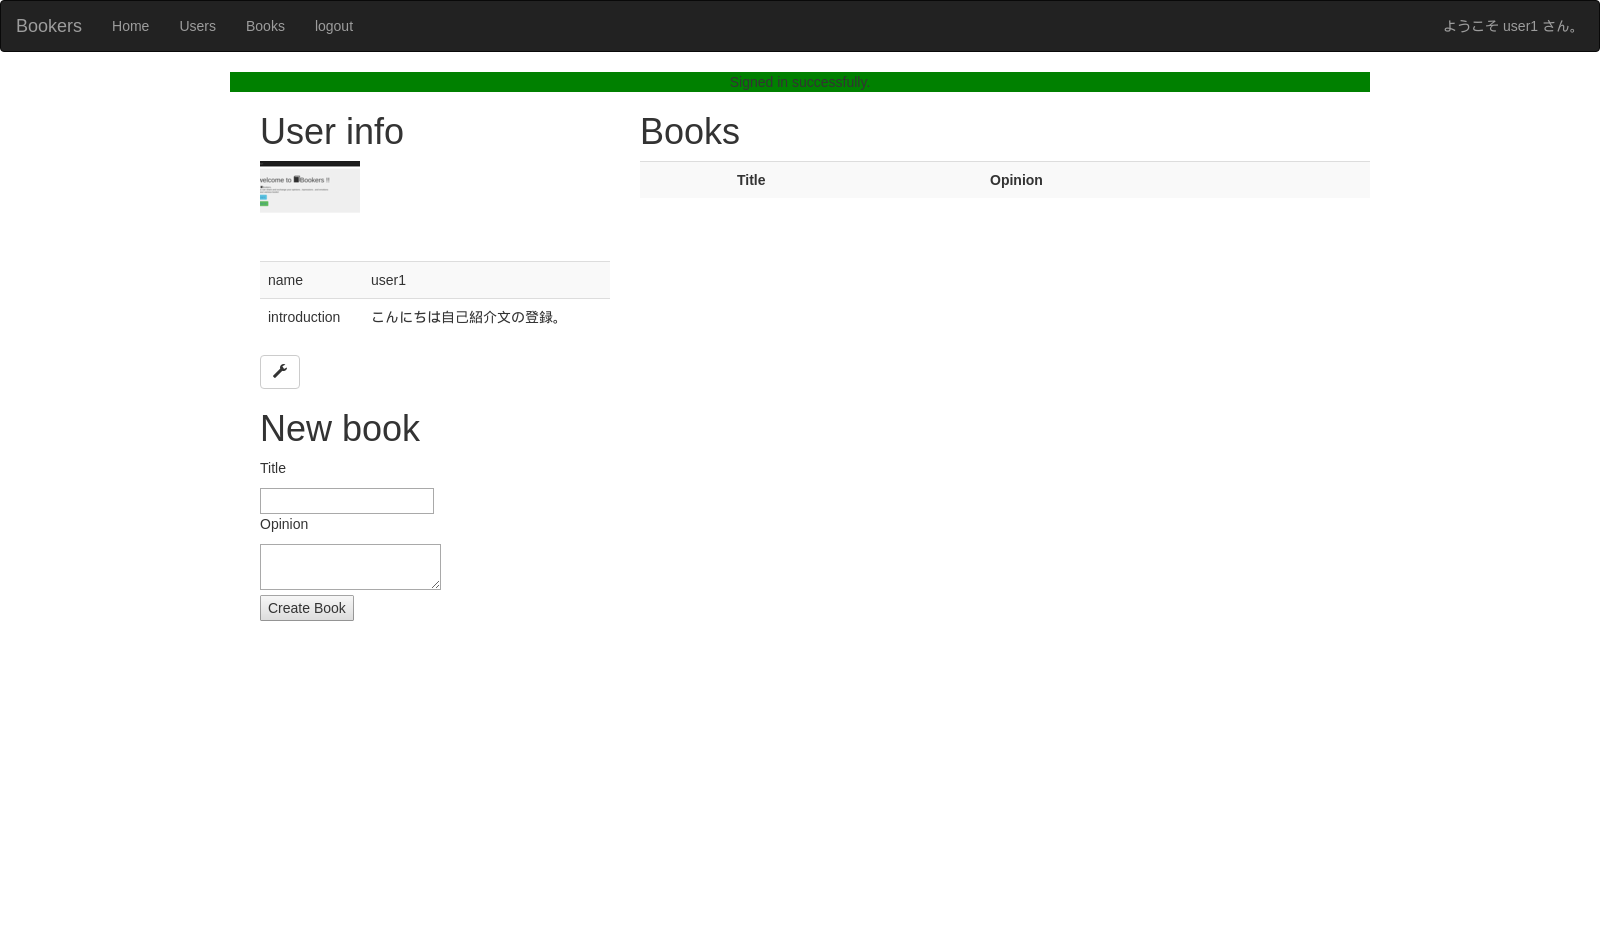 Bookers Home Users Books logout ようこそ user1 さん。
Signed in successfully.
User info
welcome to Bookers !!
name user1
introduction こんにちは自己紹介文の登録。
New book
Title
Opinion
Create Book
Books
Title Opinion